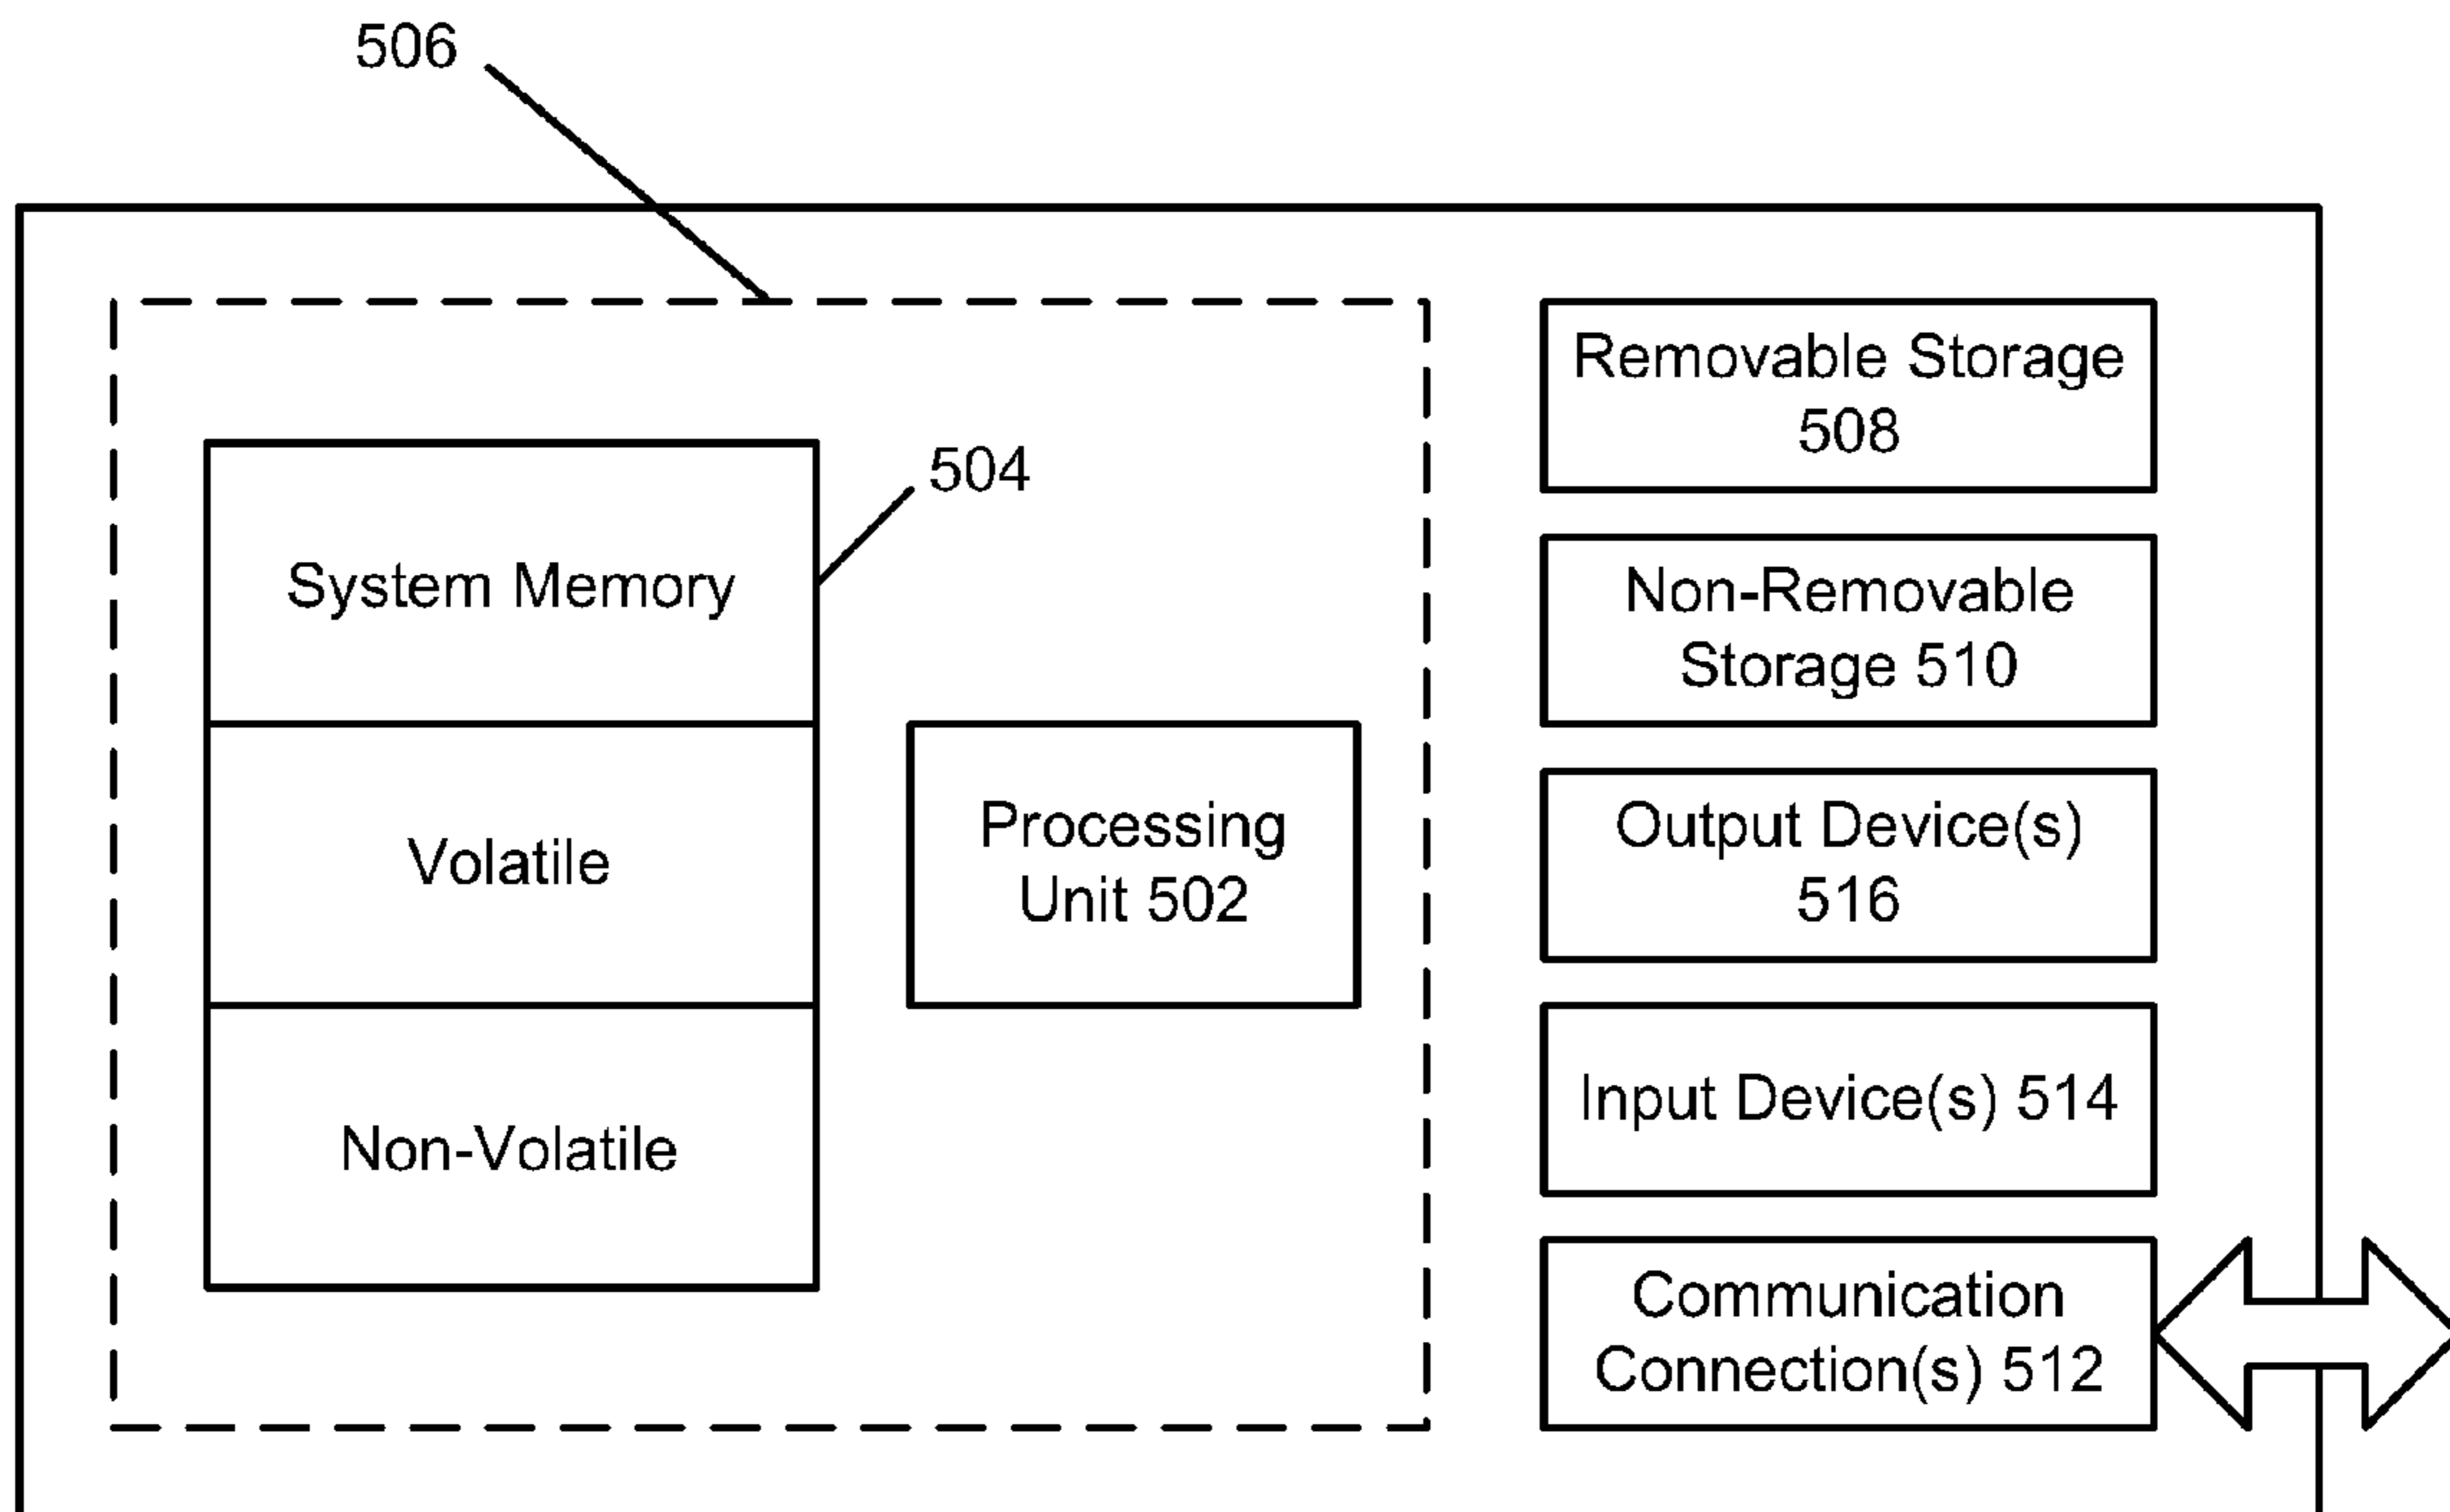 506
504
System Memory
Volatile
Non-Volatile
Processing
Unit 502
Removable Storage
508
Non-Removable
Storage 510
Output Device(s)
516
Input Device(s) 514
Communication
Connection(s) 512